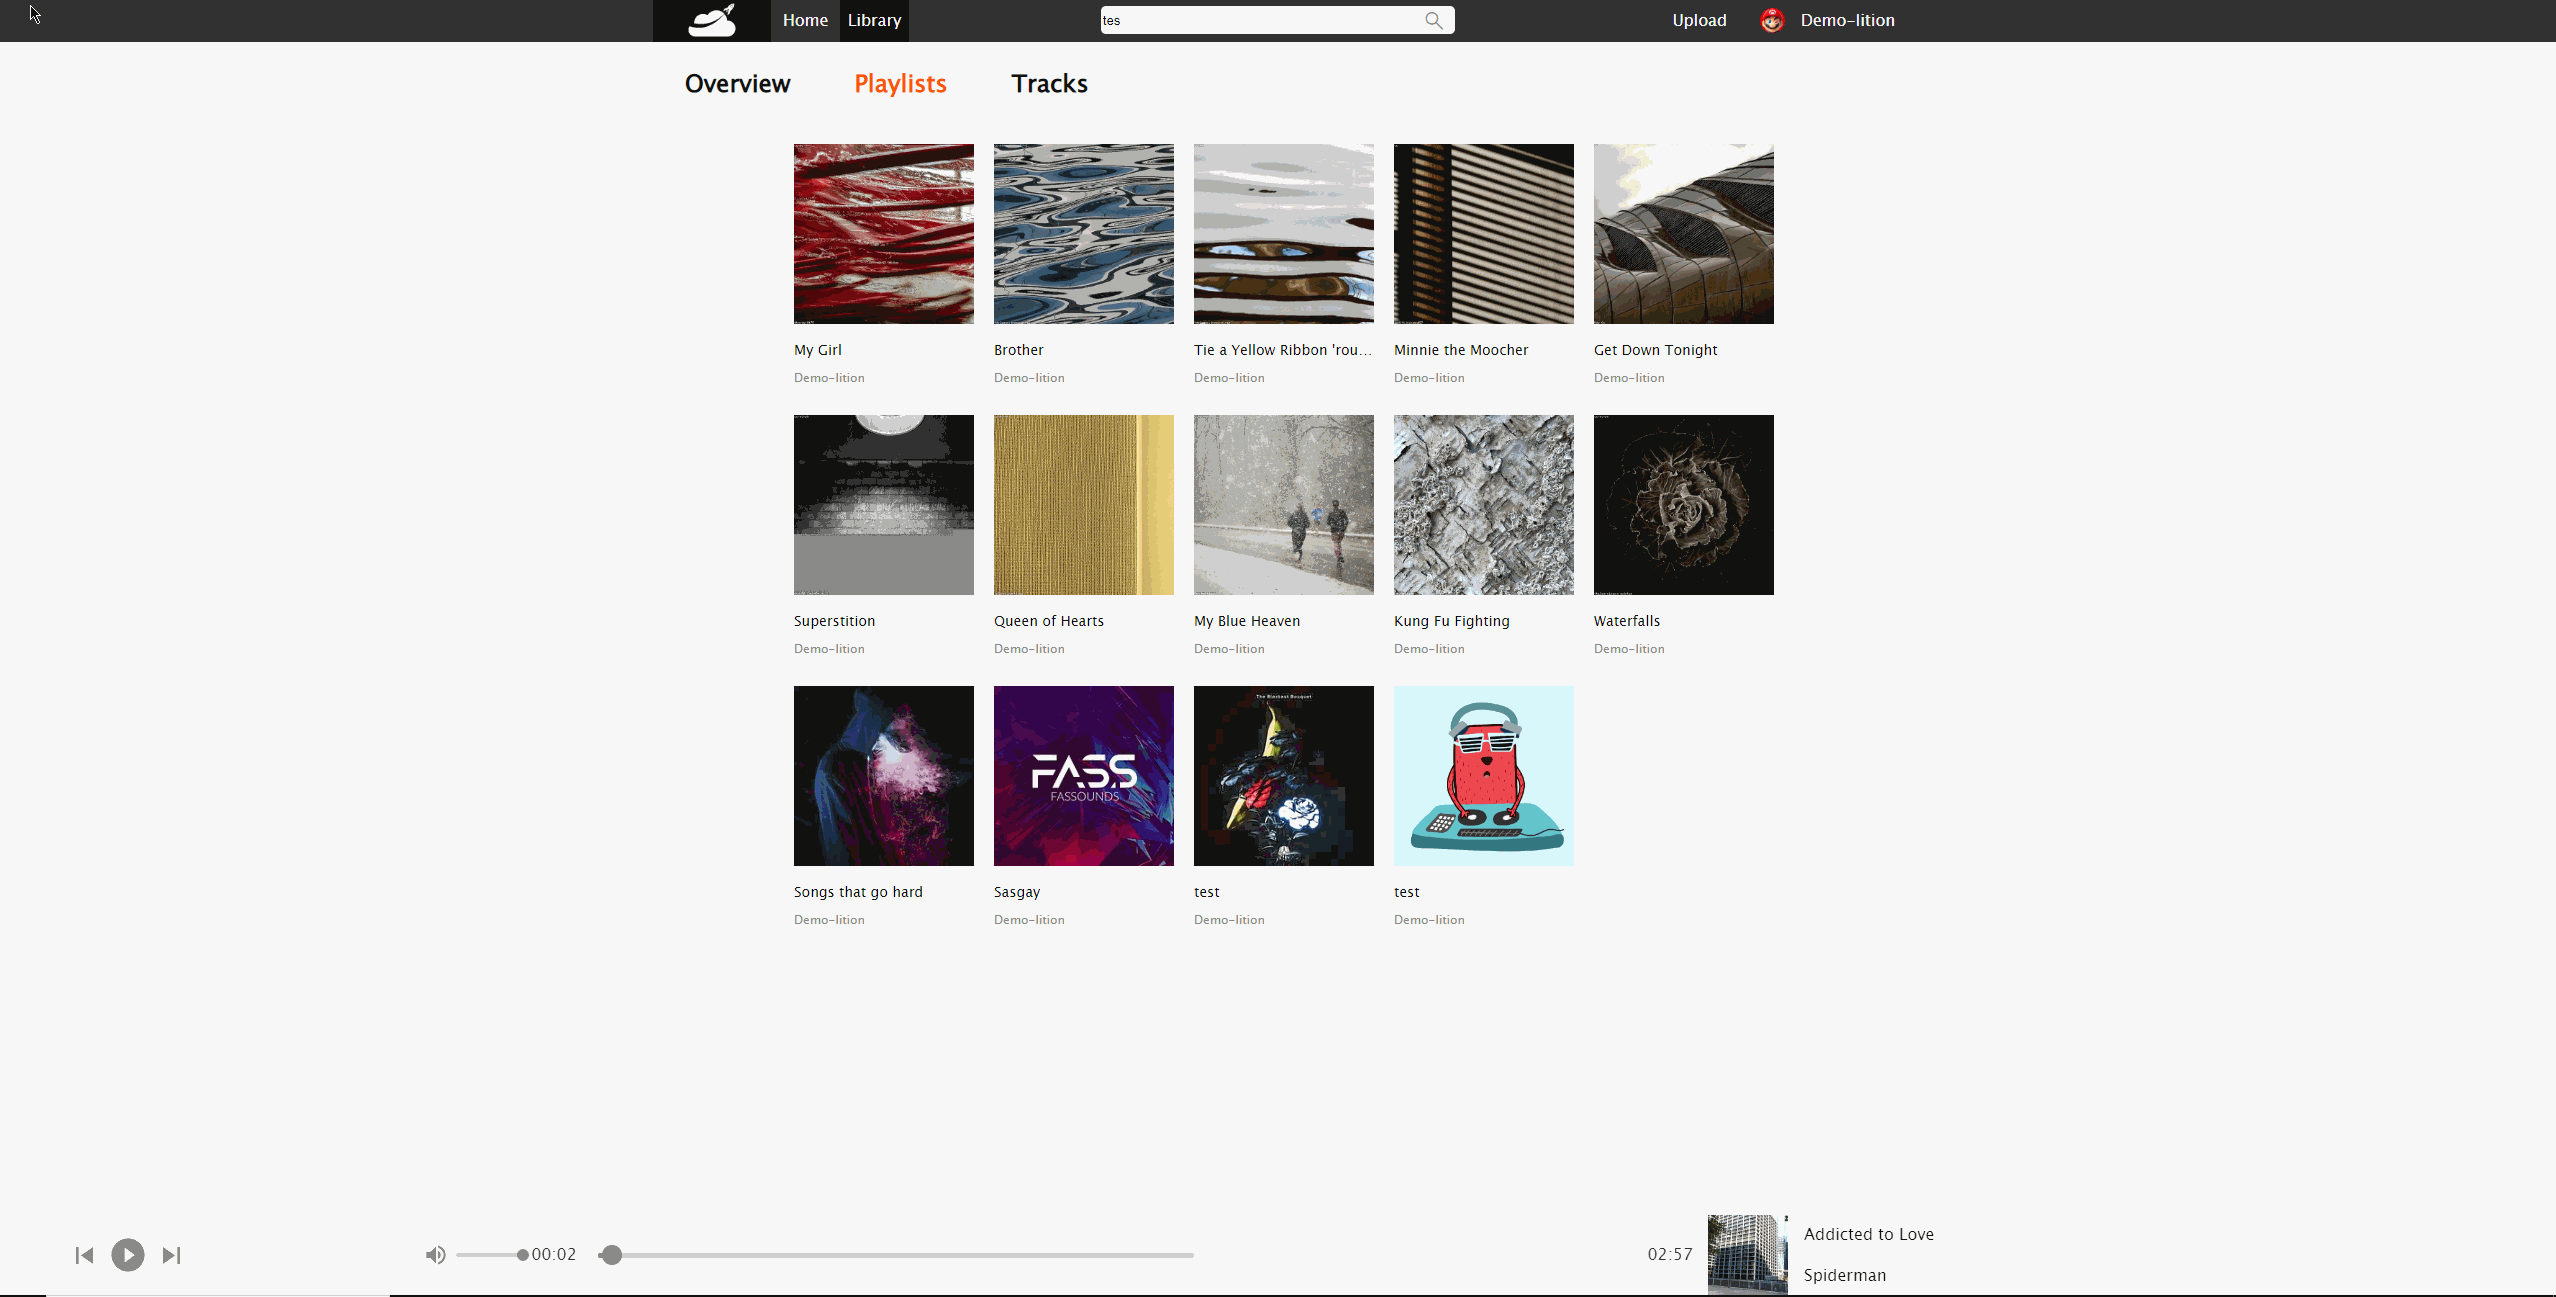 Home Library tes Upload Demo-lition
Overview Playlists Tracks
My Girl Brother Tie a Yellow Ribbon 'rou... Minnie the Moocher Get Down Tonight
Demo-lition Demo-lition Demo-lition Demo-lition Demo-lition
Superstition Queen of Hearts My Blue Heaven Kung Fu Fighting Waterfalls
Demo-lition Demo-lition Demo-lition Demo-lition Demo-lition
The Blackest Bouquet
FASS
FASSOUNDS
Songs that go hard Sasgay test test
Demo-lition Demo-lition Demo-lition Demo-lition
00:02 02:57
Addicted to Love
Spiderman